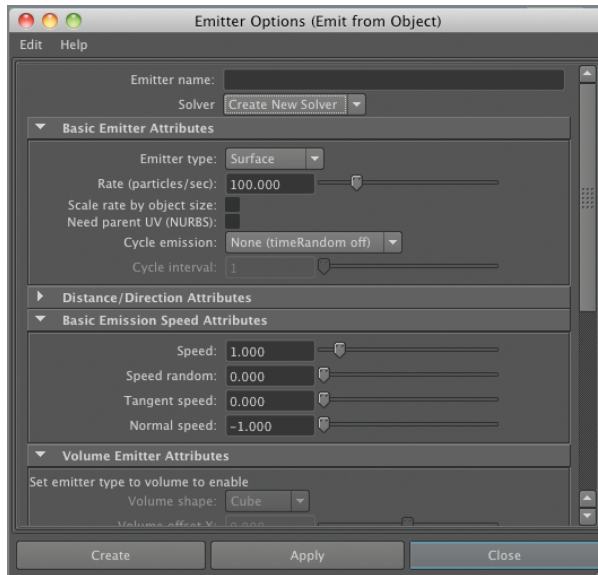 Emitter Options (Emit from Object)
Edit Help
Emitter name:
Solver Create New Solver
Basic Emitter Attributes
Emitter type: Surface
Rate (particles/sec): 100.000
Scale rate by object size:
Need parent UV (NURBS):
Cycle emission: None (timeRandom off)
Cycle interval: 1
Distance/Direction Attributes
Basic Emission Speed Attributes
Speed: 1.000
Speed random: 0.000
Tangent speed: 0.000
Normal speed: -1.000
Volume Emitter Attributes
Set emitter type to volume to enable
Volume shape: Cube
Volume offset X: 0.000
Create Apply Close